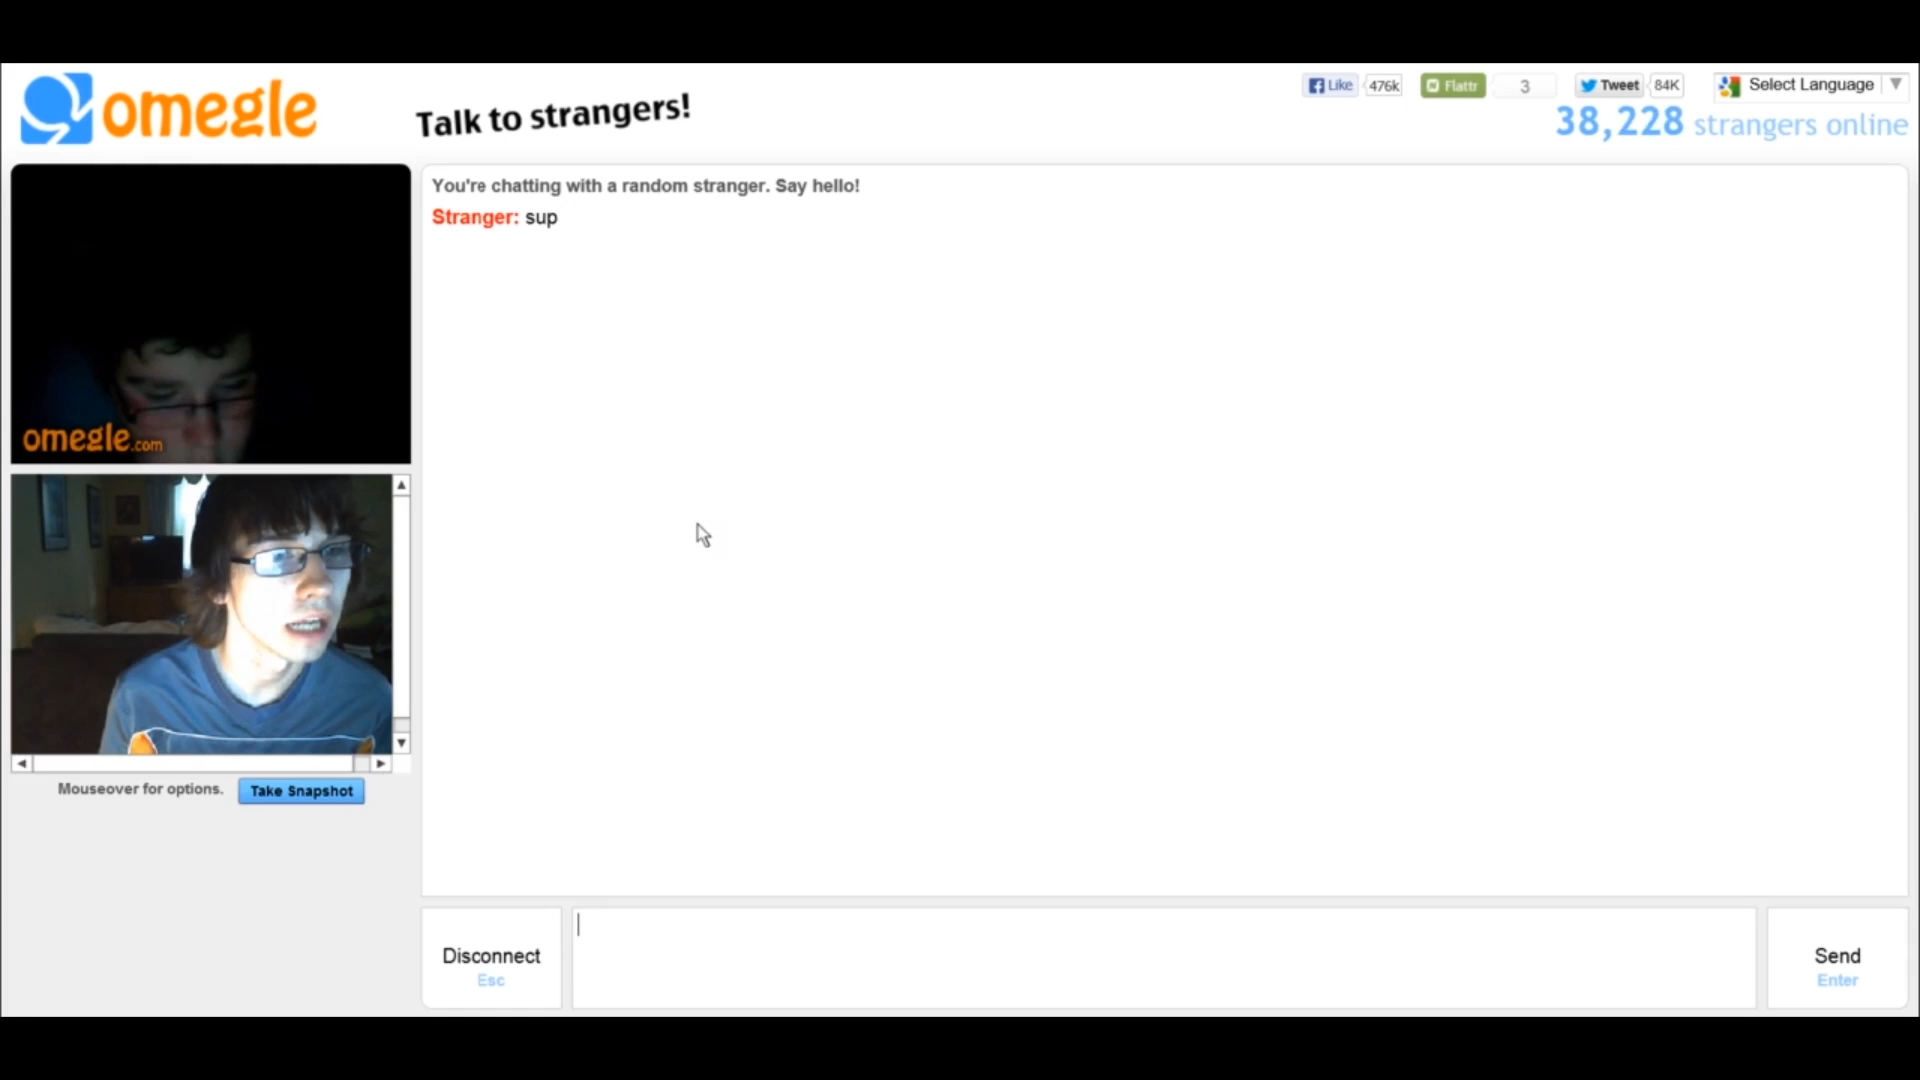 omegle
Talk to strangers!
Like 476k Flattr 3 Tweet 84K Select Language
38,228 strangers online
You're chatting with a random stranger. Say hello!
Stranger: sup
omegle.com
Mouseover for options. Take Snapshot
Disconnect
Esc
Send
Enter